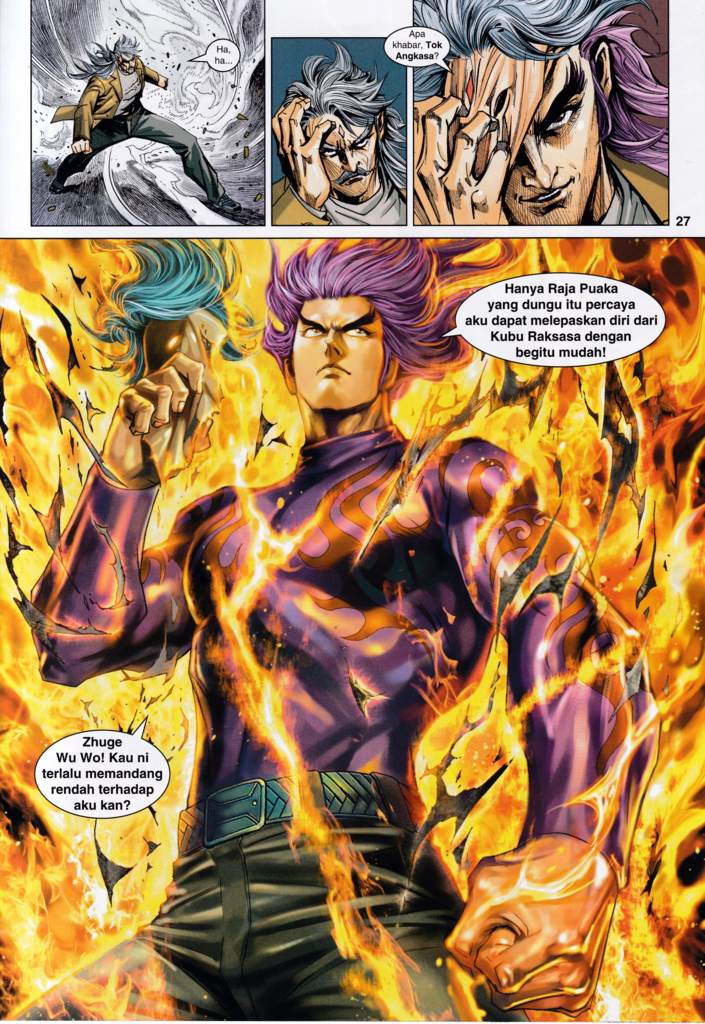 Ha,
ha...
Apa
khabar, Tok
Angkasa?
27
Hanya Raja Puaka
yang dungu itu percaya
aku dapat melepaskan diri dari
Kubu Raksasa dengan
begitu mudah!
Zhuge
Wu Wo! Kau ni
terlalu memandang
rendah terhadap
aku kan?